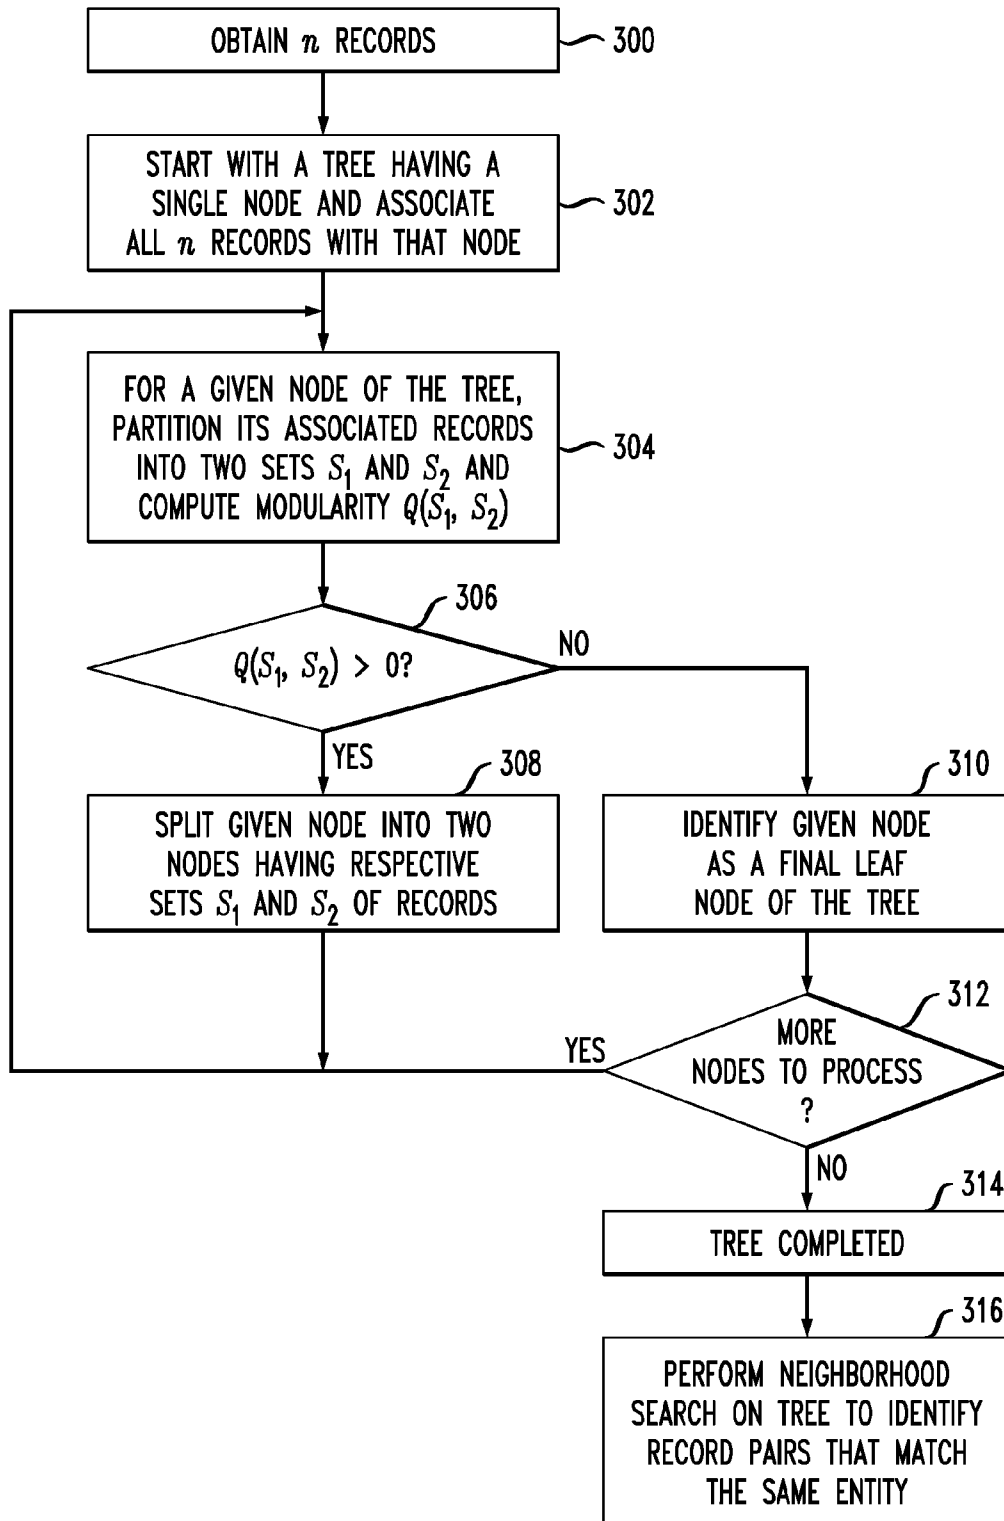 OBTAIN n RECORDS
300
START WITH A TREE HAVING A
SINGLE NODE AND ASSOCIATE
ALL n RECORDS WITH THAT NODE
302
FOR A GIVEN NODE OF THE TREE,
PARTITION ITS ASSOCIATED RECORDS
INTO TWO SETS S₁ AND S₂ AND
COMPUTE MODULARITY Q(S₁, S₂)
304
306
Q(S₁, S₂) > 0?
NO
YES
308
SPLIT GIVEN NODE INTO TWO
NODES HAVING RESPECTIVE
SETS S₁ AND S₂ OF RECORDS
310
IDENTIFY GIVEN NODE
AS A FINAL LEAF
NODE OF THE TREE
312
MORE
NODES TO PROCESS
?
YES
NO
314
TREE COMPLETED
316
PERFORM NEIGHBORHOOD
SEARCH ON TREE TO IDENTIFY
RECORD PAIRS THAT MATCH
THE SAME ENTITY